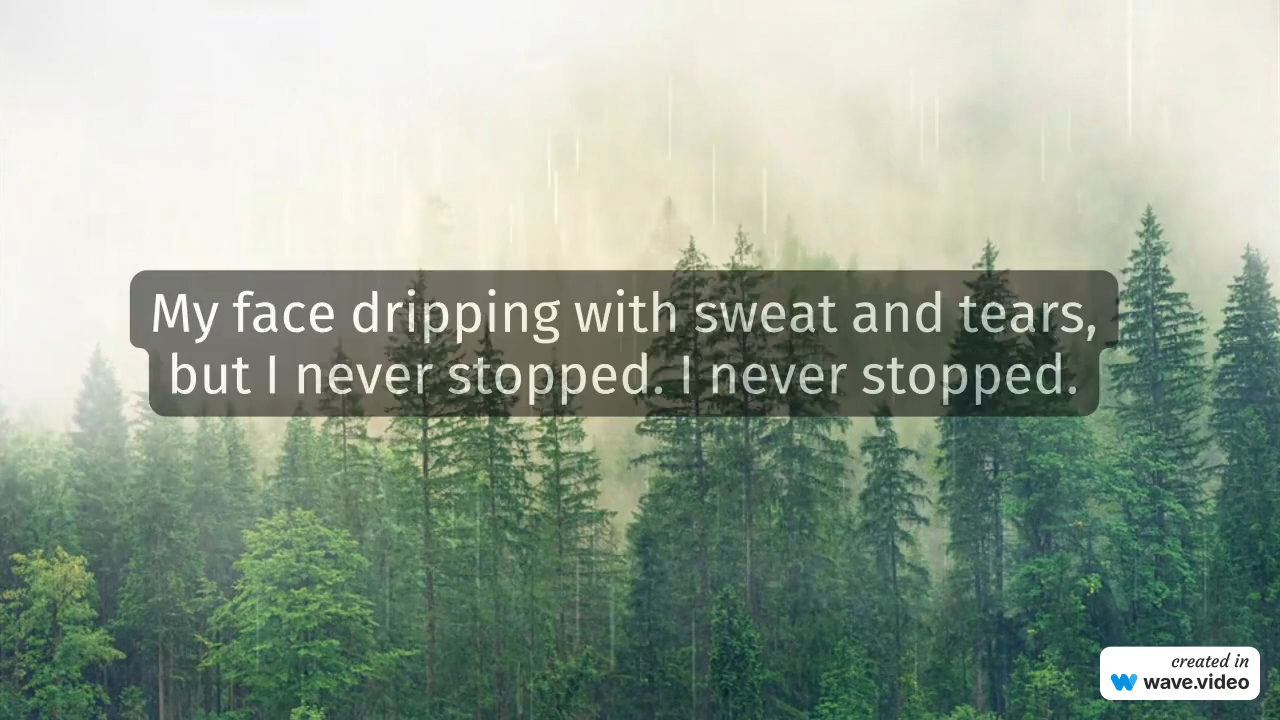 My face dripping with sweat and tears,
but I never stopped. I never stopped.
created in
wave.video